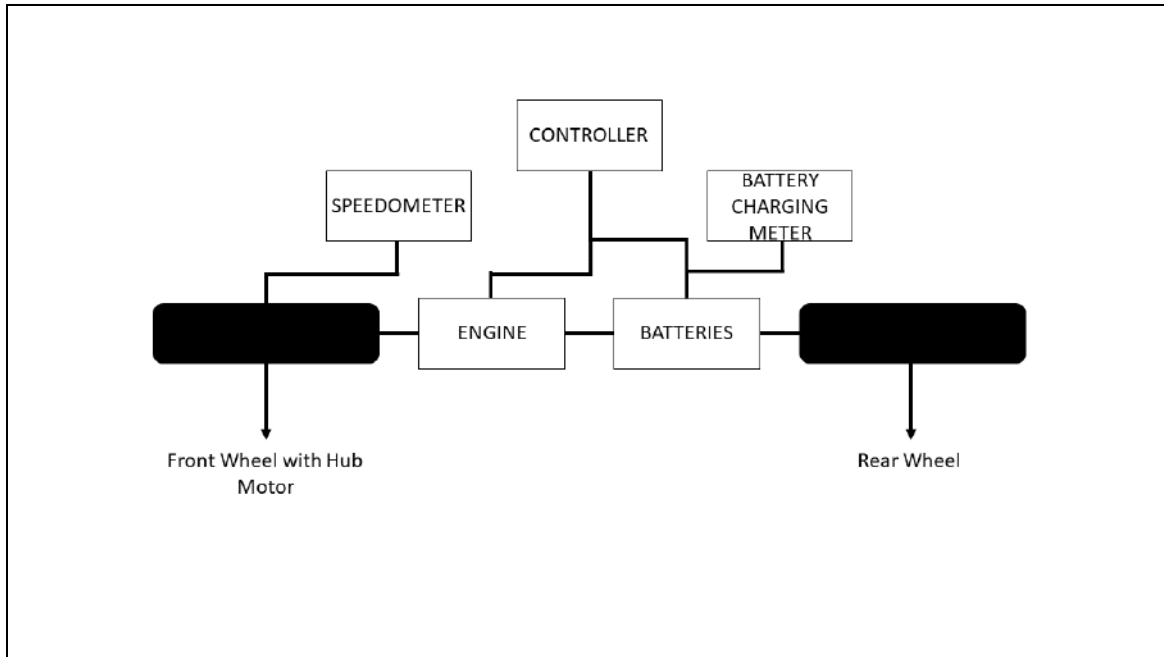 CONTROLLER
SPEEDOMETER
BATTERY
CHARGING
METER
ENGINE
BATTERIES
Front Wheel with Hub
Motor
Rear Wheel